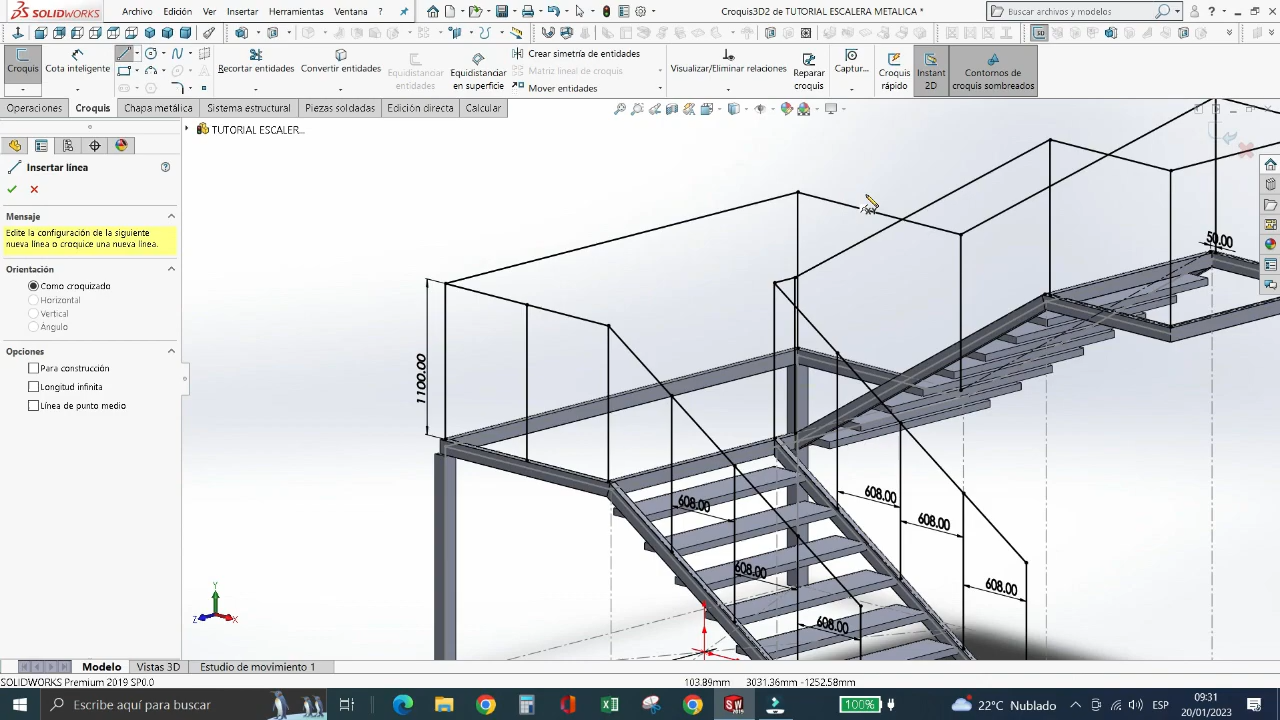 SOLIDWORKS
Archivo Edición Ver Insertar Herramientas Ventana
Croquis3D2 de TUTORIAL ESCALERA METALICA *
Buscar archivos y modelos
Croquis
Cota inteligente
Recortar entidades
Convertir entidades
Equidistanciar entidades
Equidistanciar en superficie
Crear simetría de entidades
Matriz lineal de croquis
Mover entidades
Visualizar/Eliminar relaciones
Reparar croquis
Captur...
Croquis rápido
Instant 2D
Contornos de croquis sombreados
Operaciones Croquis Chapa metálica Sistema estructural Piezas soldadas Edición directa Calcular
TUTORIAL ESCALER...
Insertar línea
Mensaje
Edite la configuración de la siguiente
nueva línea o croquice una nueva línea.
Orientación
Como croquizado
Horizontal
Vertical
Ángulo
Opciones
Para construcción
Longitud infinita
Línea de punto medio
50.00
1100.00
608.00
608.00
608.00
608.00
608.00
608.00
Y
Z
X
Modelo Vistas 3D Estudio de movimiento 1
SOLIDWORKS Premium 2019 SP0.0
103.89mm 3031.36mm -1252.58mm
Escribe aquí para buscar
100%
22°C Nublado
ESP
09:31
20/01/2023